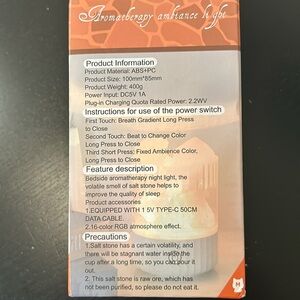 Aromatherapy ambiance light
Product Information
Product Material: ABS+PC
Product Size: 100mm*85mm
Product Weight: 400g
Power Input: DC5V 1A
Plug-in Charging Quota Rated Power: 2.2WV
Instructions for use of the power switch
First Touch: Breath Gradient Long Press
to Close
Second Touch: Beat to Change Color
Long Press to Close
Third Short Press: Fixed Ambience Color,
Long Press to Close
Feature description
Bedside aromatherapy night light, the
volatile smell of salt stone helps to
improve the quality of sleep
Product accessories
1.EQUIPPED WITH 1 5V TYPE-C 50CM
DATA CABLE.
2.16-color RGB atmosphere effect.
Precautions
1.Salt stone has a certain volatility, and
there will be stagnant water inside the
cup after a long time, so you can pour it
out.
2. This salt stone is raw ore, which has
not been purified, so please do not eat it.